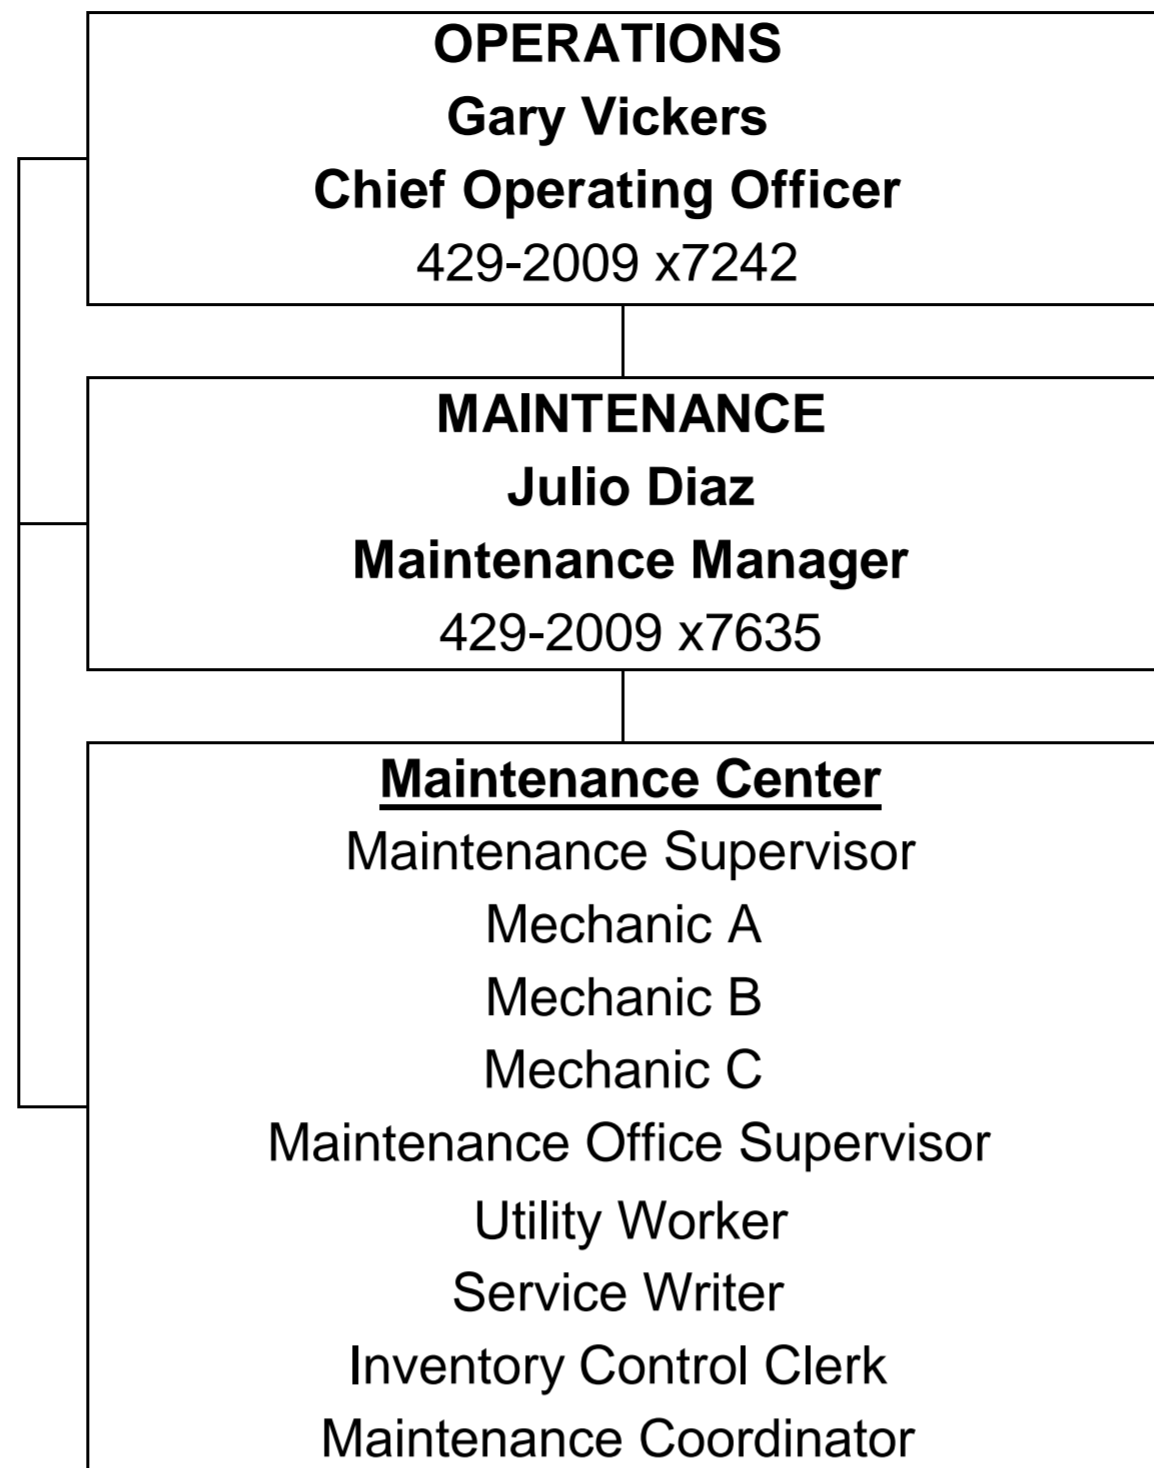 OPERATIONS
Gary Vickers
Chief Operating Officer
429-2009 x7242
MAINTENANCE
Julio Diaz
Maintenance Manager
429-2009 x7635
Maintenance Center
Maintenance Supervisor
Mechanic A
Mechanic B
Mechanic C
Maintenance Office Supervisor
Utility Worker
Service Writer
Inventory Control Clerk
Maintenance Coordinator